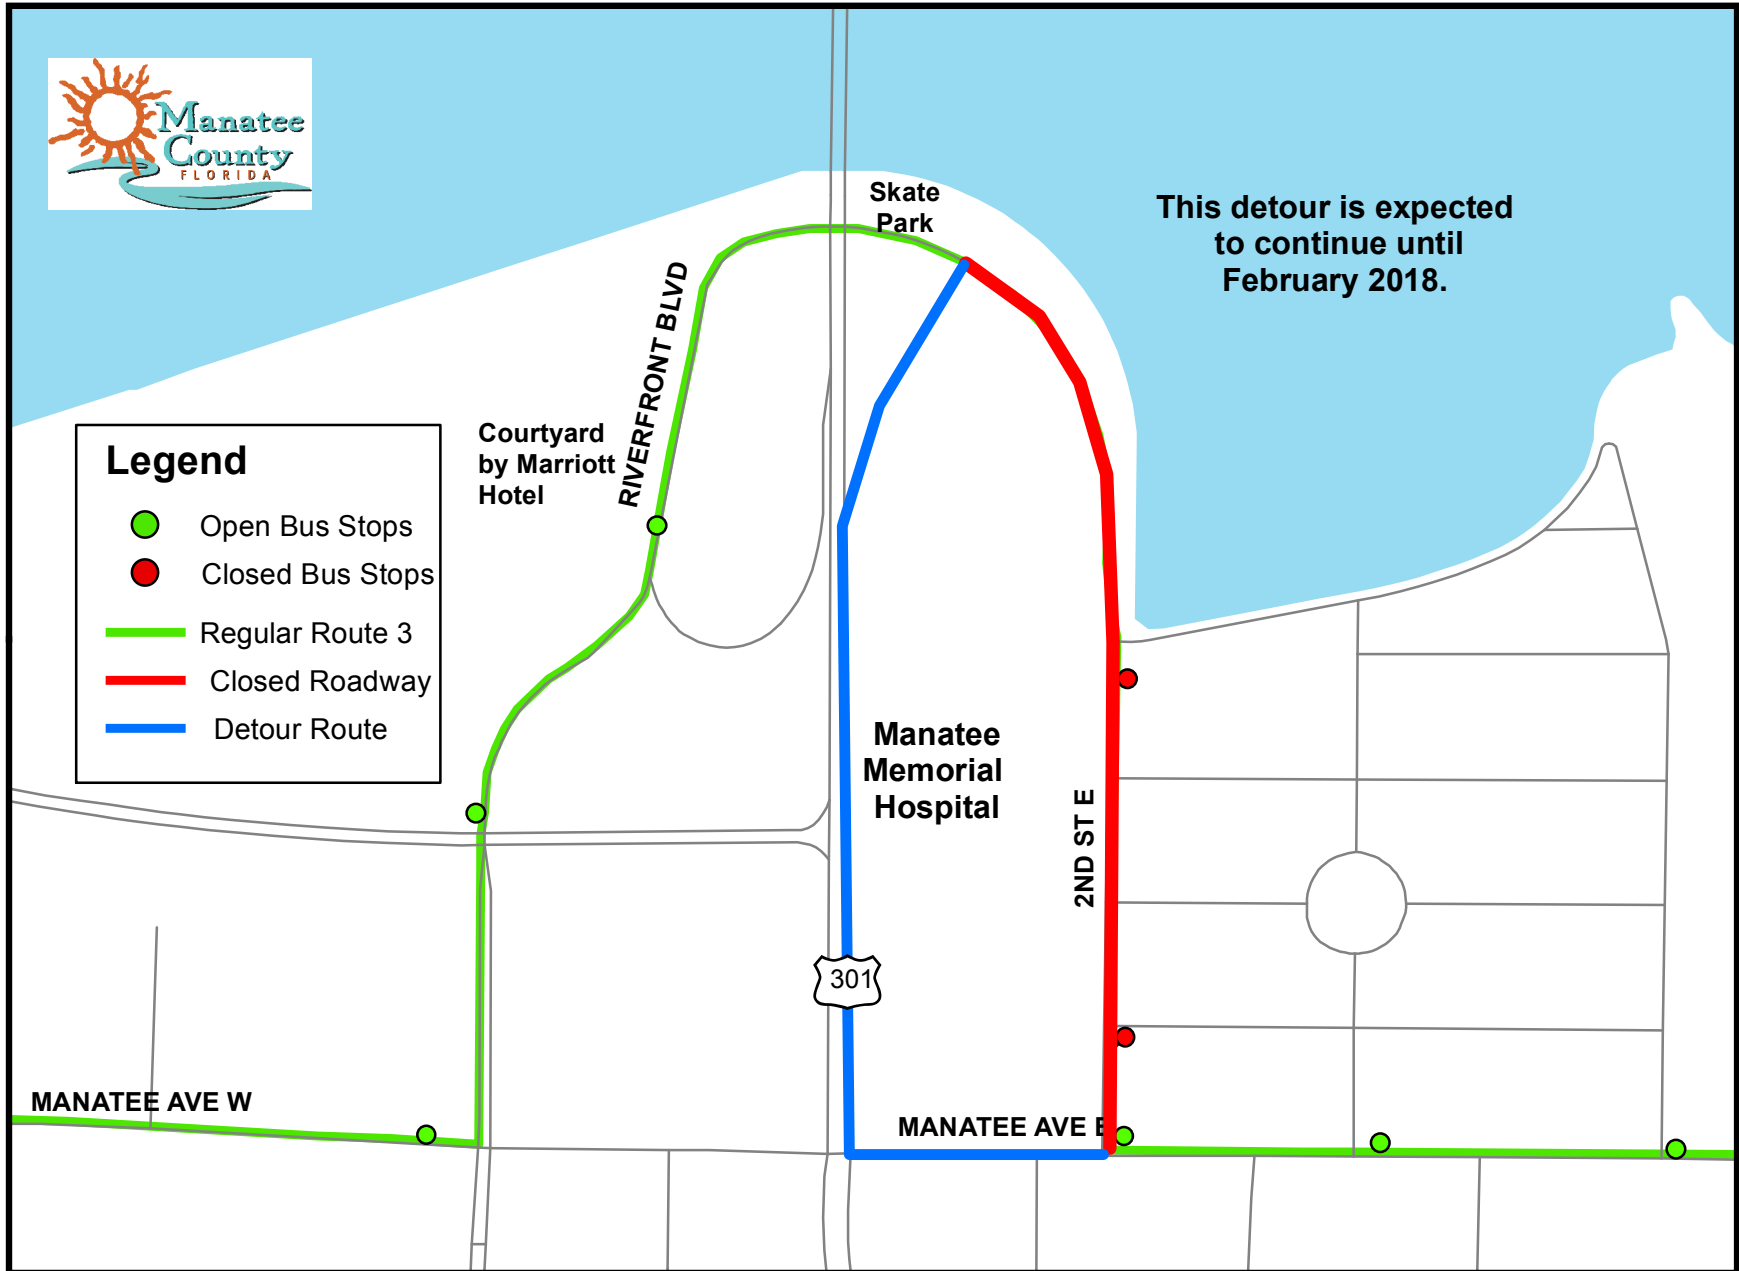 Manatee
County
FLORIDA
Skate
Park
This detour is expected
to continue until
February 2018.
RIVERFRONT BLVD
Courtyard
by Marriott
Hotel
Legend
Open Bus Stops
Closed Bus Stops
Regular Route 3
Closed Roadway
Detour Route
Manatee
Memorial
Hospital
2ND ST E
301
MANATEE AVE W
MANATEE AVE E